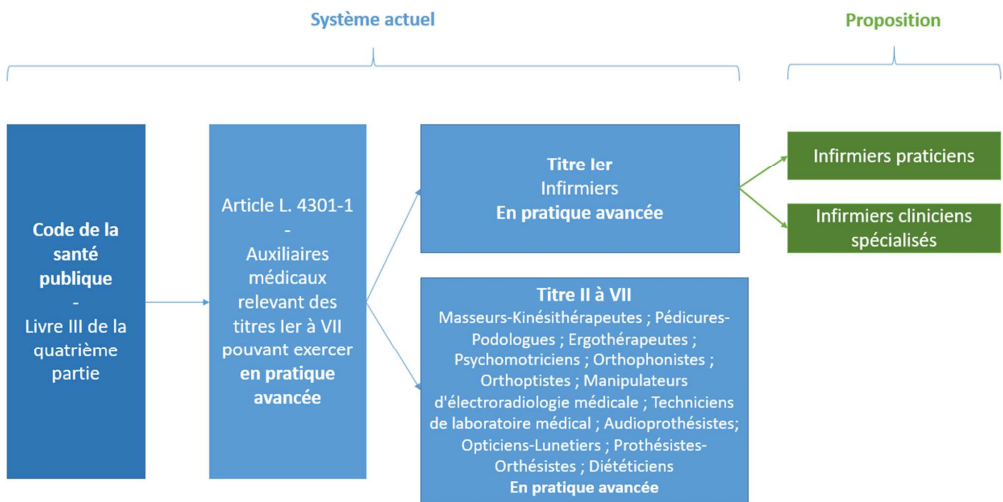 Système actuel
Proposition
Code de la
santé
publique
-
Livre III de la
quatrième
partie
Article L. 4301-1
-
Auxiliaires
médicaux
relevant des
titres Ier à VII
pouvant exercer
en pratique
avancée
Titre Ier
Infirmiers
En pratique avancée
Titre II à VII
Masseurs-Kinésithérapeutes ; Pédicures-
Podologues ; Ergothérapeutes ;
Psychomotriciens ; Orthophonistes ;
Orthoptistes ; Manipulateurs
d'électroradiologie médicale ; Techniciens
de laboratoire médical ; Audioprothésistes;
Opticiens-Lunetiers ; Prothésistes-
Orthésistes ; Diététiciens
En pratique avancée
Infirmiers praticiens
Infirmiers cliniciens
spécialisés